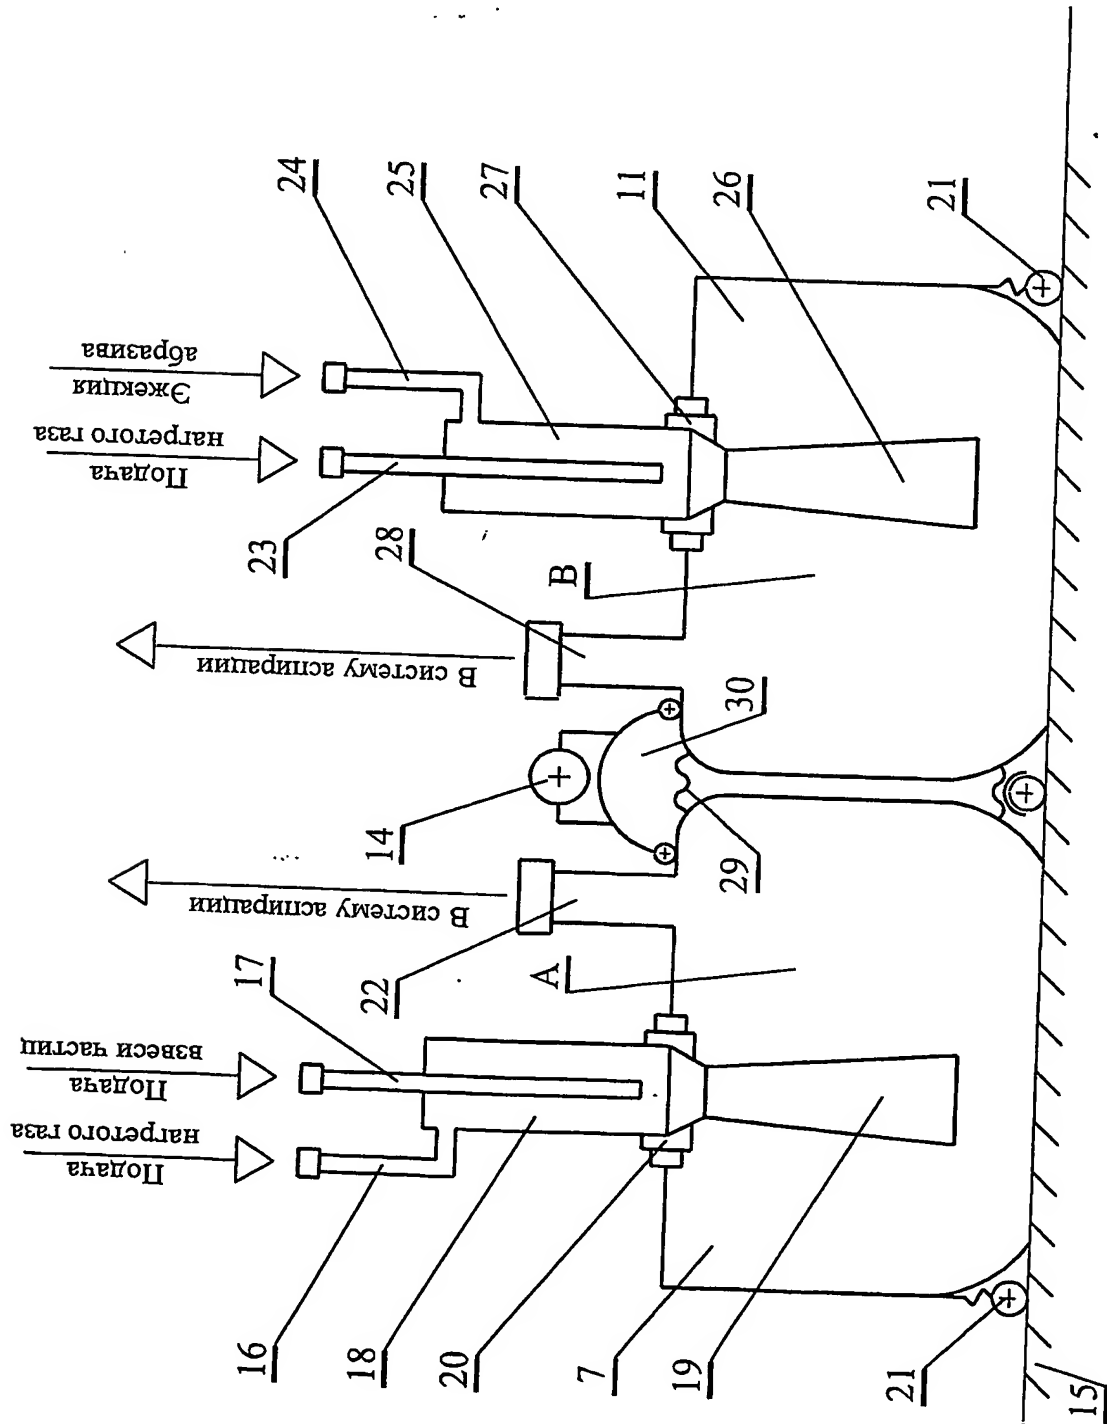 Подача
нагретого газа
Подача
взвеси частиц
В систему аспирации
В систему аспирации
Подача
нагретого газа
Эжекция
абразива
16
17
18
20
7
19
21
15
22
A
14
29
30
28
B
23
24
25
27
11
26
21